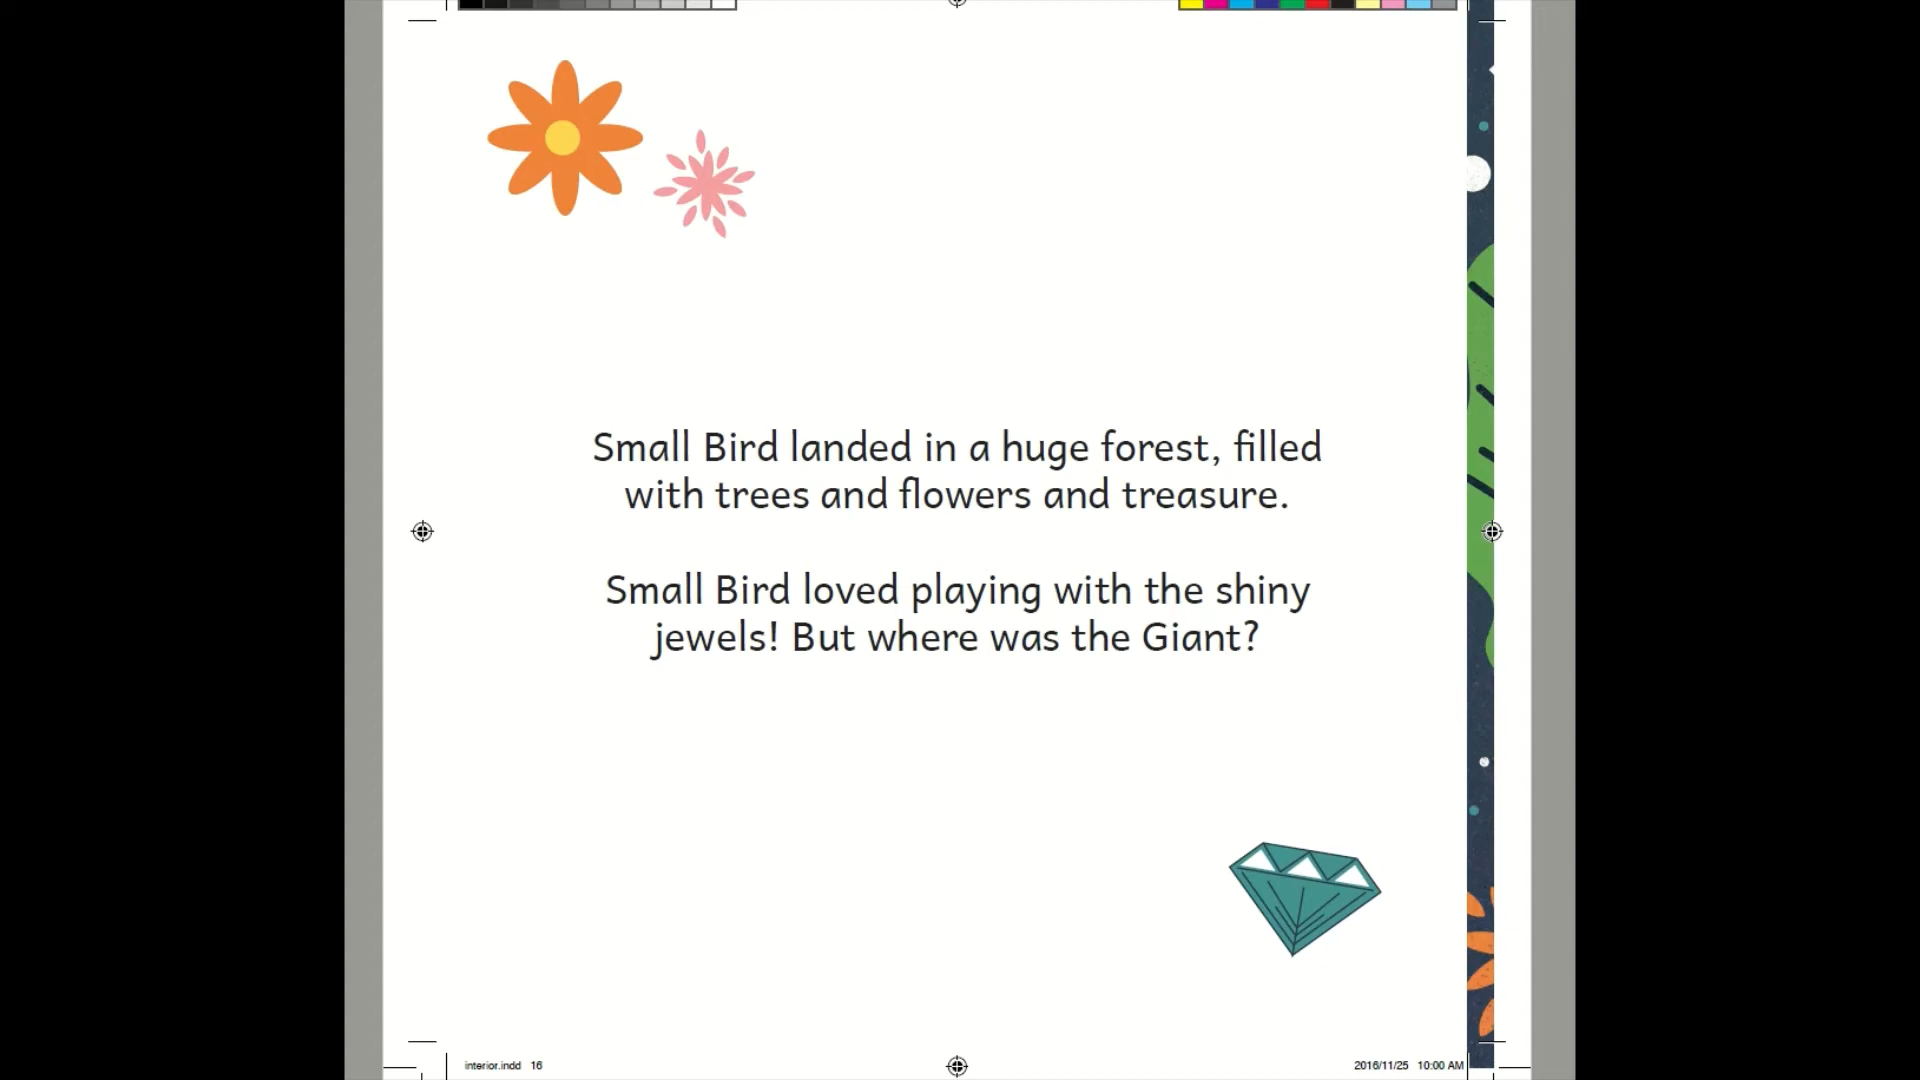 Small Bird landed in a huge forest, filled
with trees and flowers and treasure.
Small Bird loved playing with the shiny
jewels! But where was the Giant?
interior.indd 16
2016/11/25 10:00 AM